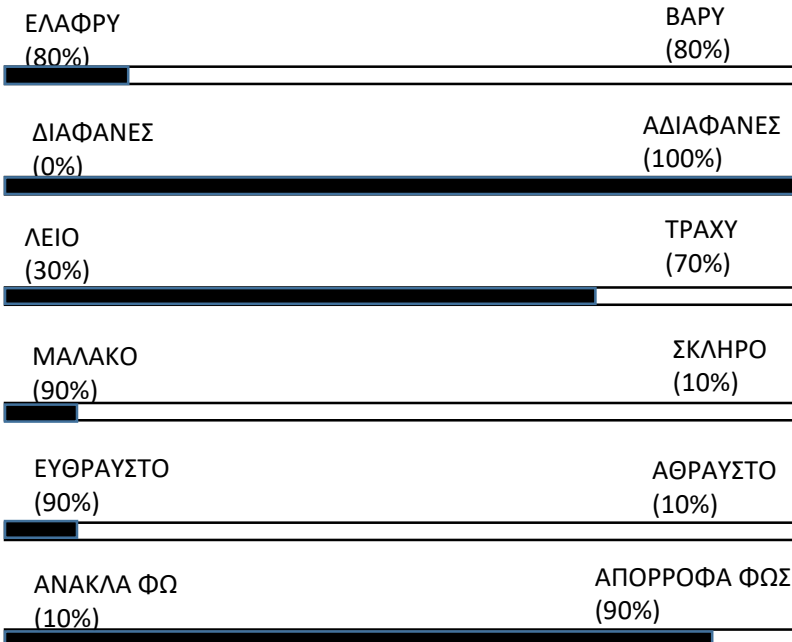 ΕΛΑΦΡΥ
(80%)
ΒΑΡΥ
(80%)
ΔΙΑΦΑΝΕΣ
(0%)
ΑΔΙΑΦΑΝΕΣ
(100%)
ΛΕΙΟ
(30%)
ΤΡΑΧΥ
(70%)
ΜΑΛΑΚΟ
(90%)
ΣΚΛΗΡΟ
(10%)
ΕΥΘΡΑΥΣΤΟ
(90%)
ΑΘΡΑΥΣΤΟ
(10%)
ΑΝΑΚΛΑ ΦΩ
(10%)
ΑΠΟΡΡΟΦΑ ΦΩΣ
(90%)